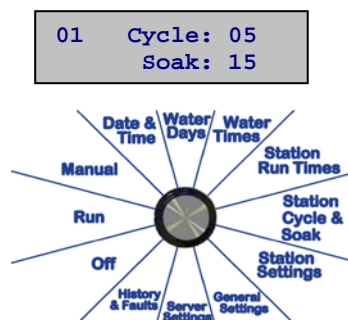 01 Cycle: 05
Soak: 15
Date &
Time
Water
Days
Water
Times
Station
Run Times
Station
Cycle &
Soak
Station
Settings
General
Settings
Server
Settings
History
& Faults
Off
Run
Manual